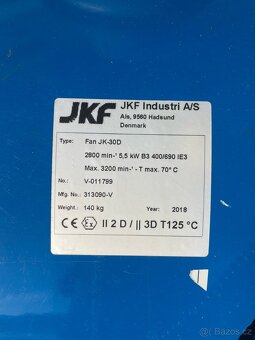 JKF
JKF Industri A/S
Als, 9560 Hadsund
Denmark
Type: Fan JK-30D
2800 min-¹ 5,5 kW B3 400/690 IE3
Max. 3200 min-¹ - T max. 70° C
No.: V-011799
Mfg. No.: 313090-V
Weight: 140 kg Year: 2018
CE Ex II 2 D / || 3D T125 °C
bazos.cz